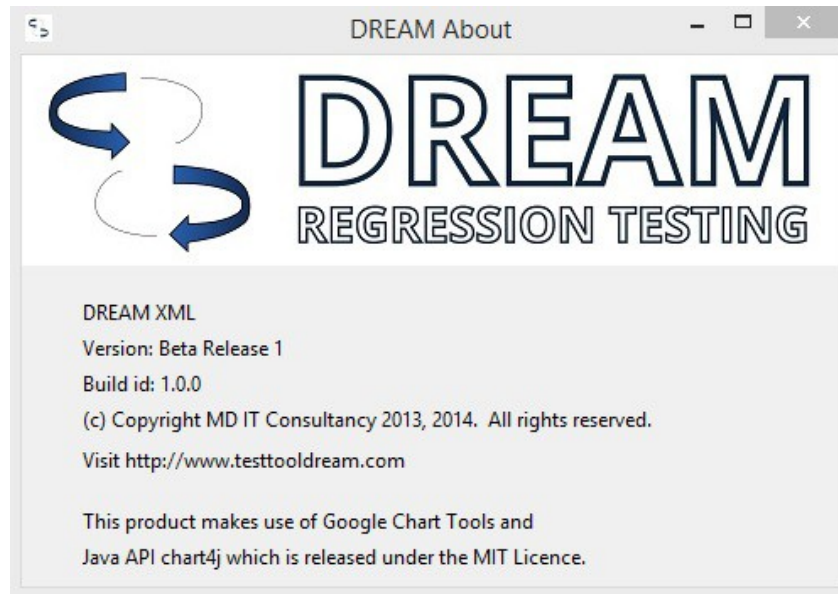 DREAM About
DREAM
REGRESSION TESTING
DREAM XML
Version: Beta Release 1
Build id: 1.0.0
(c) Copyright MD IT Consultancy 2013, 2014.  All rights reserved.
Visit http://www.testtooldream.com
This product makes use of Google Chart Tools and
Java API chart4j which is released under the MIT Licence.